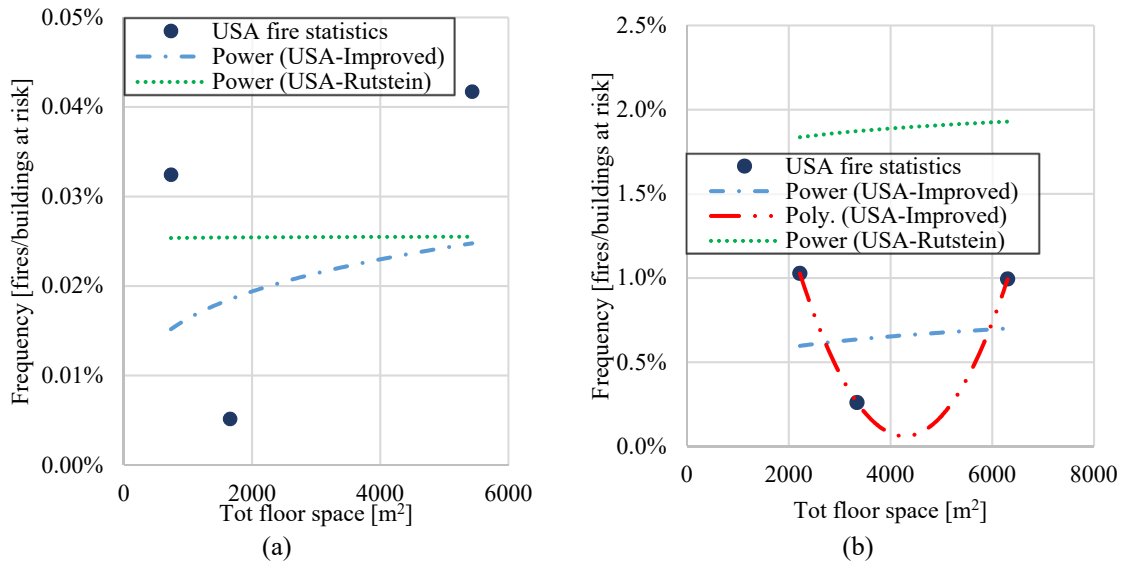 0.05%
0.04%
0.03%
0.02%
0.01%
0.00%
0
2000
4000
6000
Frequency [fires/buildings at risk]
Tot floor space [m²]
USA fire statistics
Power (USA-Improved)
Power (USA-Rutstein)
(a)
2.5%
2.0%
1.5%
1.0%
0.5%
0.0%
0
2000
4000
6000
8000
Frequency [fires/buildings at risk]
Tot floor space [m²]
USA fire statistics
Power (USA-Improved)
Poly. (USA-Improved)
Power (USA-Rutstein)
(b)